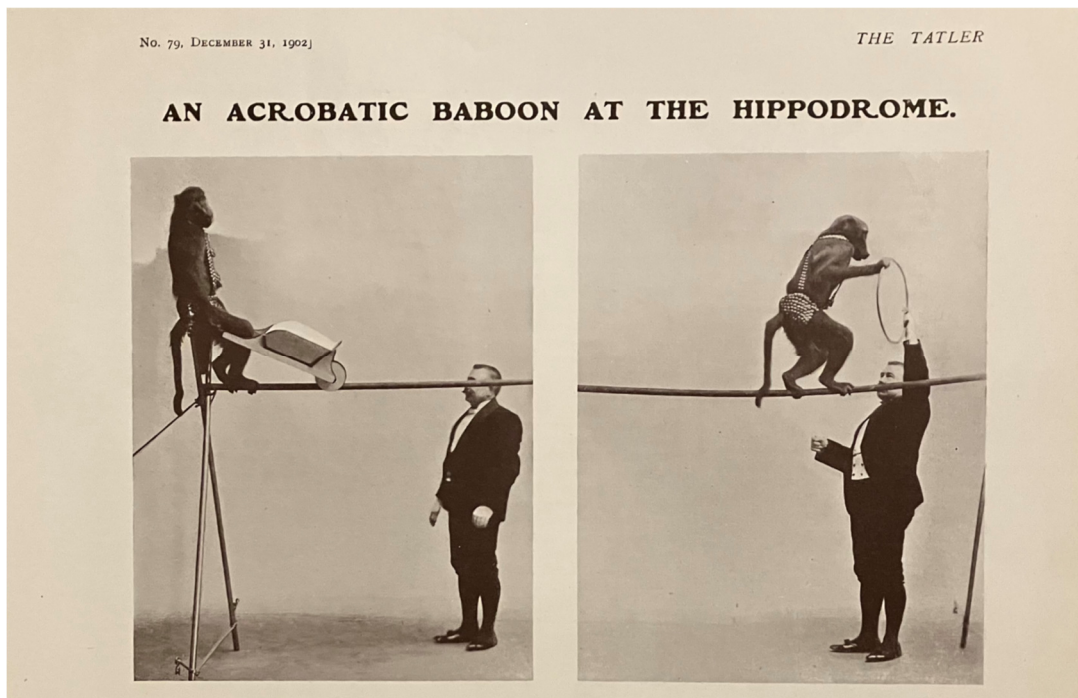 No. 79, December 31, 1902]
THE TATLER
AN ACROBATIC BABOON AT THE HIPPODROME.